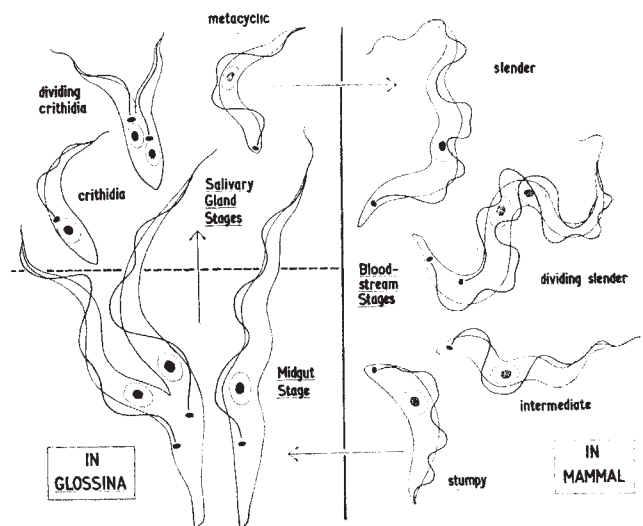 metacyclic
dividing
crithidia
crithidia
Salivary
Gland
Stages
Midgut
Stage
IN
GLOSSINA
slender
Blood-
stream
Stages
dividing slender
intermediate
stumpy
IN
MAMMAL